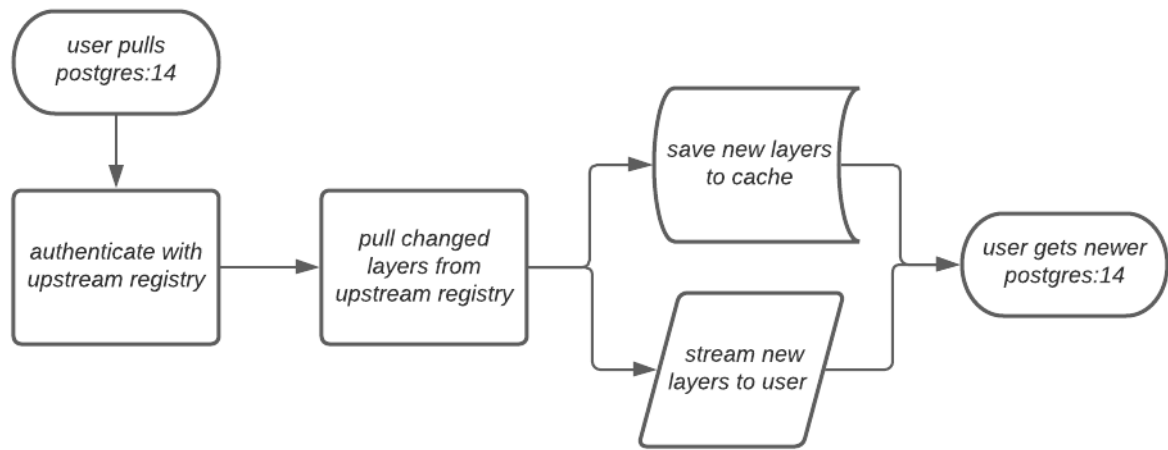 user pulls
postgres:14
authenticate with
upstream registry
pull changed
layers from
upstream registry
save new layers
to cache
stream new
layers to user
user gets newer
postgres:14